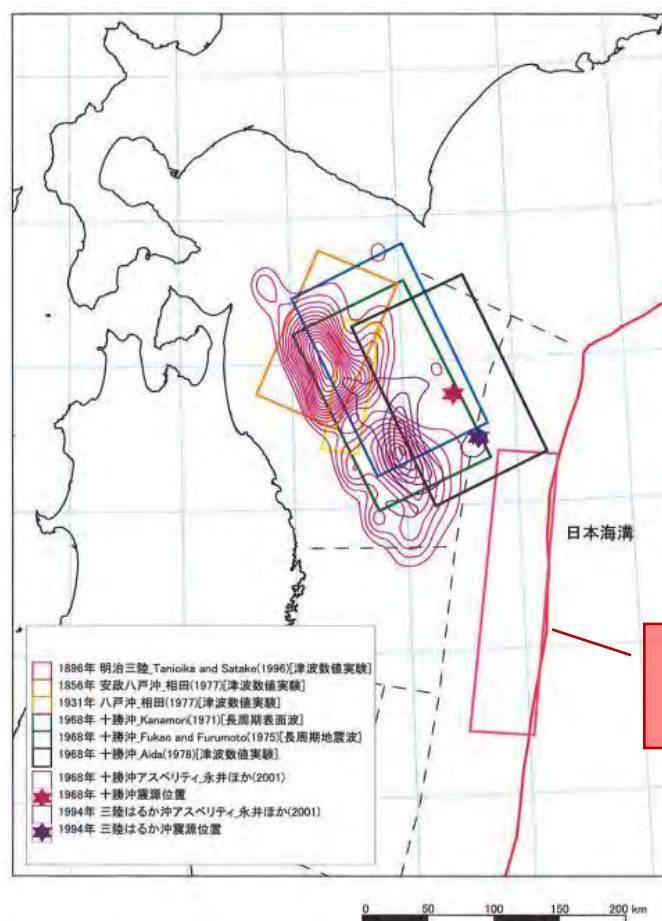 日本海溝
1896年 明治三陸_Tanioika and Satake(1996)[津波数値実験]
1856年 安政八戸沖_相田(1977)[津波数値実験]
1931年 八戸沖_相田(1977)[津波数値実験]
1968年 十勝沖_Kanamori(1971)[長周期表面波]
1968年 十勝沖_Fukao and Furumoto(1975)[長周期地震波]
1968年 十勝沖_Aida(1978)[津波数値実験]
1968年 十勝沖アスペリティ_永井ほか(2001)
1968年 十勝沖震源位置
1994年 三陸はるか沖アスペリティ_永井ほか(2001)
1994年 三陸はるか沖震源位置
0 50 100 150 200 km